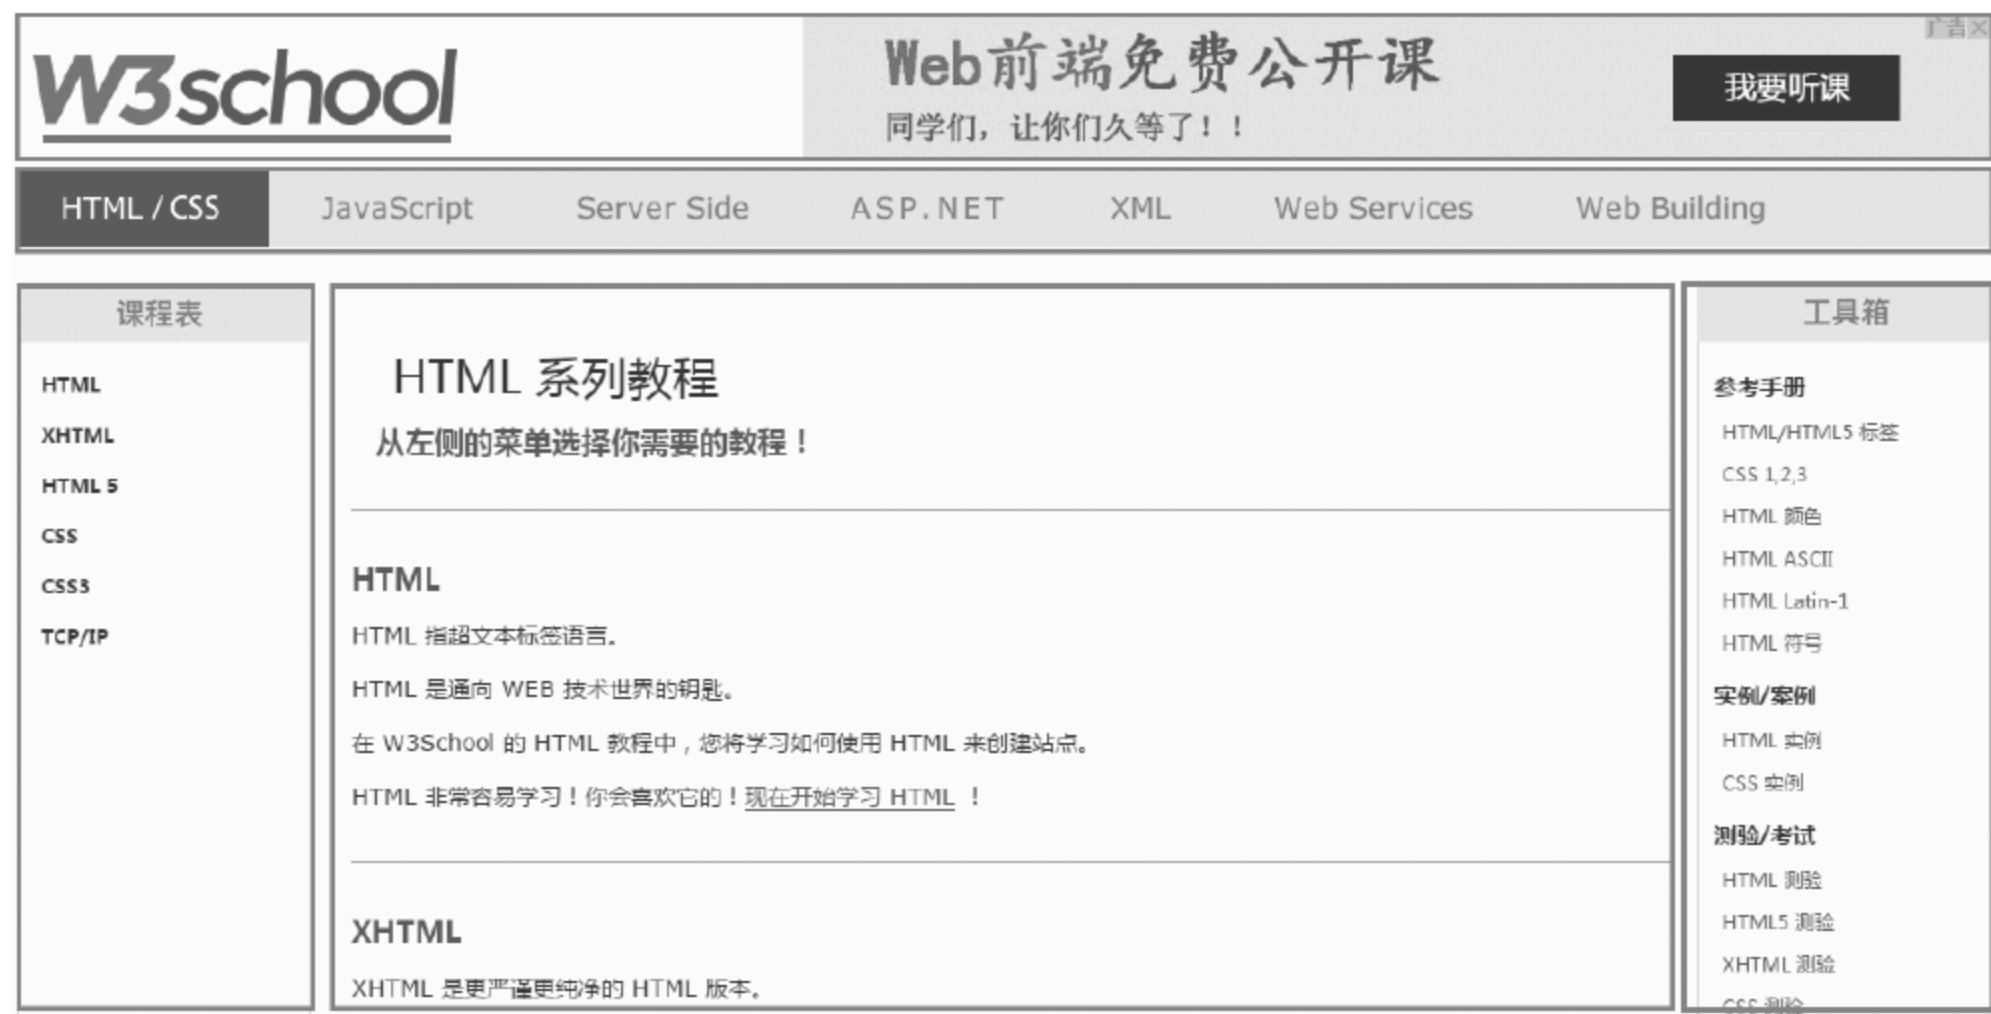 W3school
Web前端免费公开课
同学们，让你们久等了！！
我要听课
广告
HTML / CSS
JavaScript
Server Side
ASP.NET
XML
Web Services
Web Building
课程表
HTML
XHTML
HTML 5
CSS
CSS3
TCP/IP
HTML 系列教程
从左侧的菜单选择你需要的教程！
HTML
HTML 指超文本标签语言。
HTML 是通向 WEB 技术世界的钥匙。
在 W3School 的 HTML 教程中，您将学习如何使用 HTML 来创建站点。
HTML 非常容易学习！你会喜欢它的！现在开始学习 HTML ！
XHTML
XHTML 是更严谨更纯净的 HTML 版本。
工具箱
参考手册
HTML/HTML5 标签
CSS 1,2,3
HTML 颜色
HTML ASCII
HTML Latin-1
HTML 符号
实例/案例
HTML 实例
CSS 实例
测验/考试
HTML 测验
HTML5 测验
XHTML 测验
CSS 测验